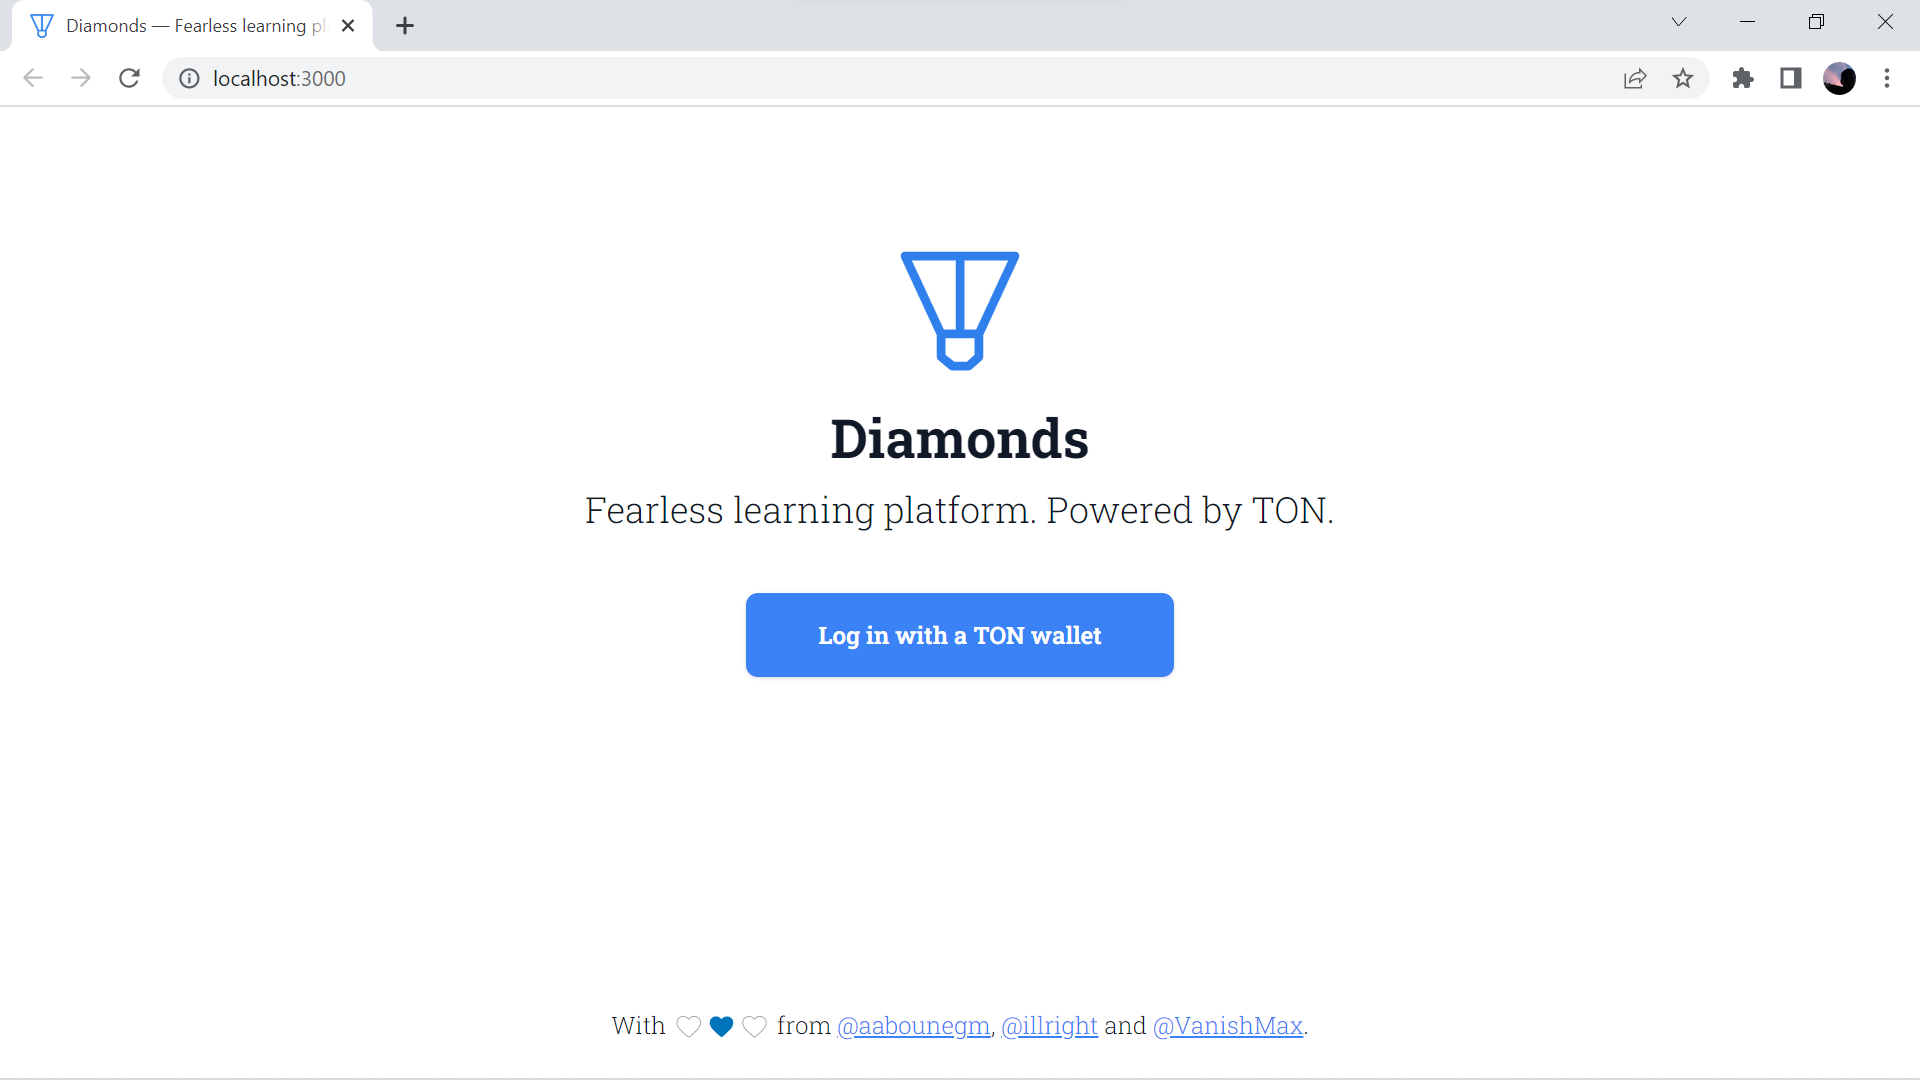 Diamonds — Fearless learning pl
localhost:3000
Diamonds
Fearless learning platform. Powered by TON.
Log in with a TON wallet
With 🤍💙🤍 from @aabounegm, @illright and @VanishMax.